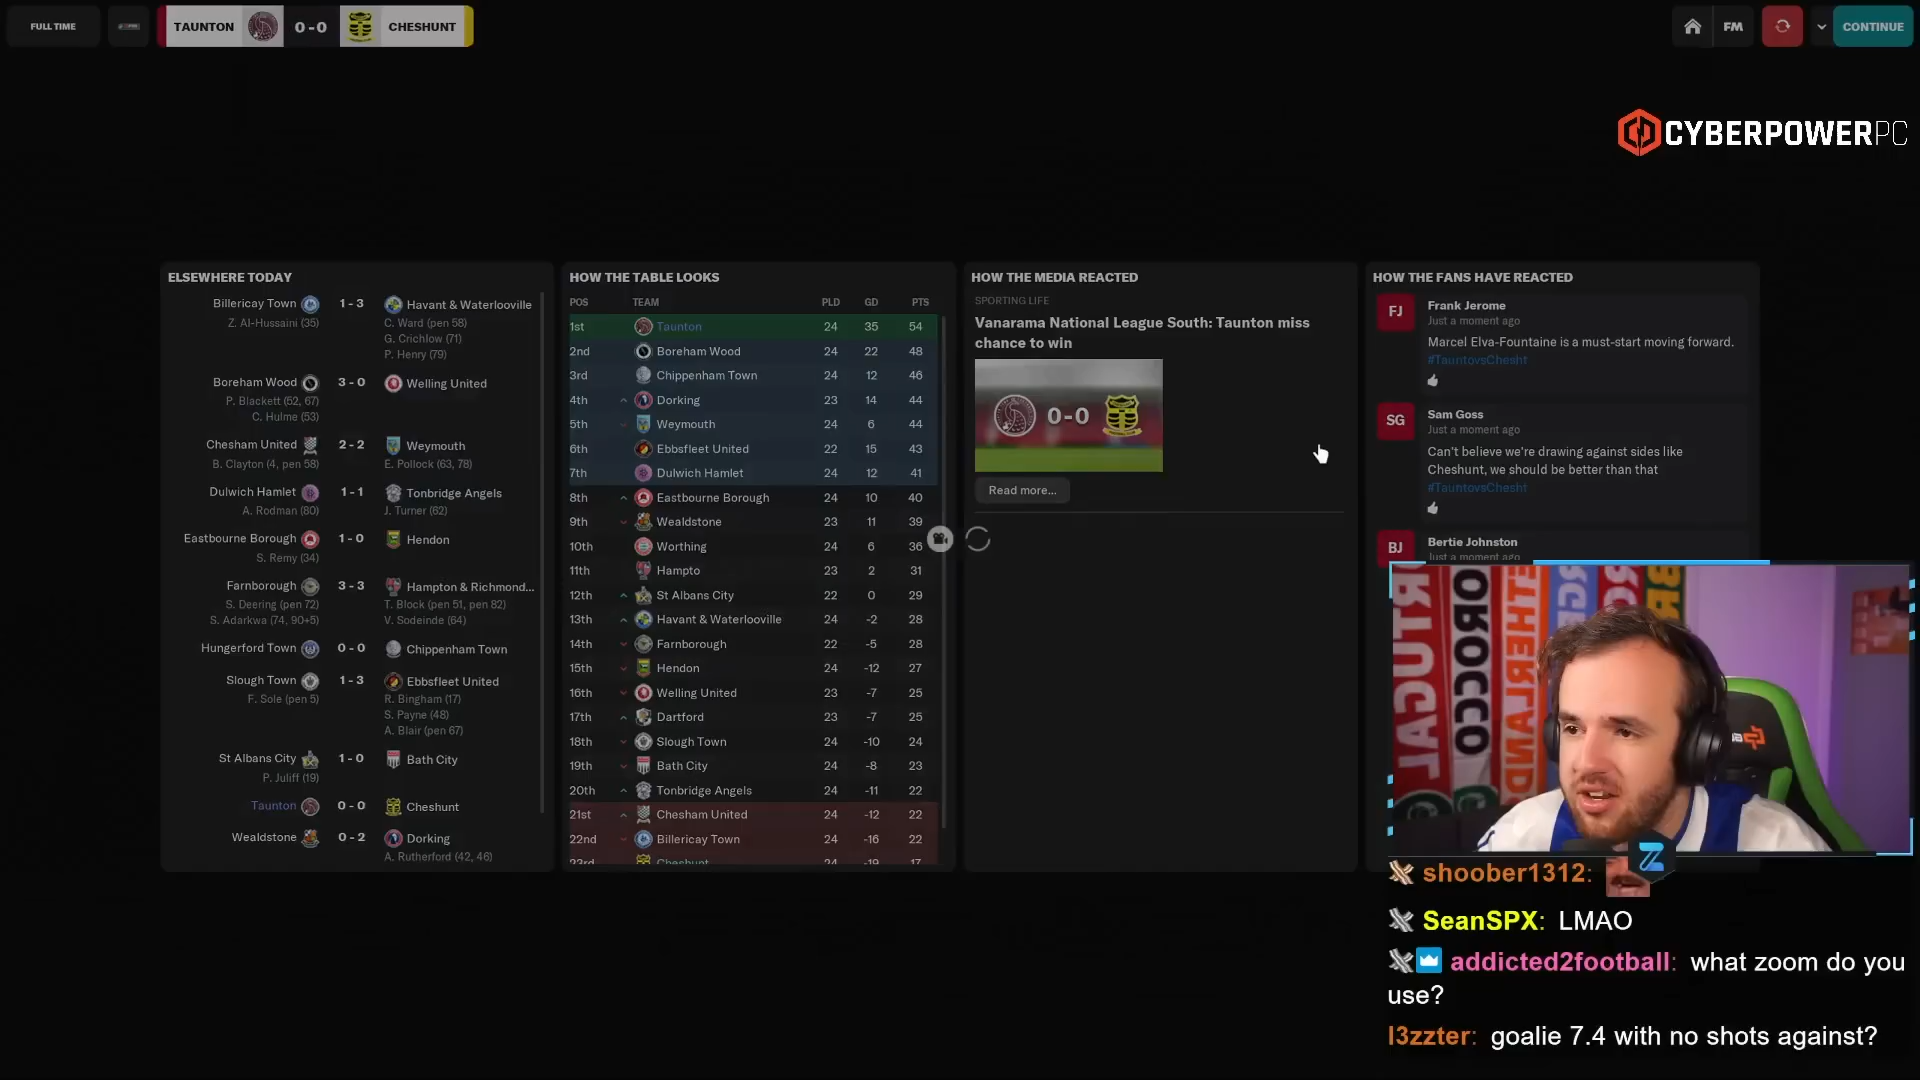 FULL TIME
TAUNTON 0-0 CHESHUNT
FM
CONTINUE
CYBERPOWERPC
ELSEWHERE TODAY
Billericay Town 1 - 3 Havant & Waterlooville
Z. Al-Hussaini (35) C. Ward (pen 58)
G. Crichlow (71)
P. Henry (79)
Boreham Wood 3 - 0 Welling United
P. Blackett (52, 67)
C. Hulme (53)
Chesham United 2 - 2 Weymouth
B. Clayton (4, pen 58) E. Pollock (63, 78)
Dulwich Hamlet 1 - 1 Tonbridge Angels
A. Rodman (80) J. Turner (62)
Eastbourne Borough 1 - 0 Hendon
S. Remy (34)
Farnborough 3 - 3 Hampton & Richmond...
S. Deering (pen 72) T. Block (pen 51, pen 82)
S. Adarkwa (74, 90+5) V. Sodeinde (64)
Hungerford Town 0 - 0 Chippenham Town
Slough Town 1 - 3 Ebbsfleet United
F. Sole (pen 5) R. Bingham (17)
S. Payne (48)
A. Blair (pen 67)
St Albans City 1 - 0 Bath City
P. Juliff (19)
Taunton 0 - 0 Cheshunt
Wealdstone 0 - 2 Dorking
A. Rutherford (42, 46)
HOW THE TABLE LOOKS
POS TEAM PLD GD PTS
1st Taunton 24 35 54
2nd Boreham Wood 24 22 48
3rd Chippenham Town 24 12 46
4th Dorking 23 14 44
5th Weymouth 24 6 44
6th Ebbsfleet United 22 15 43
7th Dulwich Hamlet 24 12 41
8th Eastbourne Borough 24 10 40
9th Wealdstone 23 11 39
10th Worthing 24 6 36
11th Hampto 23 2 31
12th St Albans City 22 0 29
13th Havant & Waterlooville 24 -2 28
14th Farnborough 22 -5 28
15th Hendon 24 -12 27
16th Welling United 23 -7 25
17th Dartford 23 -7 25
18th Slough Town 24 -10 24
19th Bath City 24 -8 23
20th Tonbridge Angels 24 -11 22
21st Chesham United 24 -12 22
22nd Billericay Town 24 -16 22
23rd Cheshunt 24 -19 17
HOW THE MEDIA REACTED
SPORTING LIFE
Vanarama National League South: Taunton miss
chance to win
0-0
Read more...
HOW THE FANS HAVE REACTED
FJ
Frank Jerome
Just a moment ago
Marcel Elva-Fountaine is a must-start moving forward.
#TauntovsChesht
SG
Sam Goss
Just a moment ago
Can't believe we're drawing against sides like
Cheshunt, we should be better than that
#TauntovsChesht
BJ
Bertie Johnston
Just a moment ago
shoober1312:
SeanSPX: LMAO
addicted2football: what zoom do you
use?
l3zzter: goalie 7.4 with no shots against?